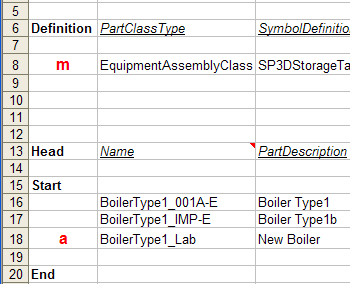 5
6 Definition PartClassType SymbolDefinitio
7
8 m EquipmentAssemblyClass SP3DStorageTa
9
10
11
12
13 Head Name PartDescription
14
15 Start
16 BoilerType1_001A-E Boiler Type1
17 BoilerType1_IMP-E Boiler Type1b
18 a BoilerType1_Lab New Boiler
19
20 End